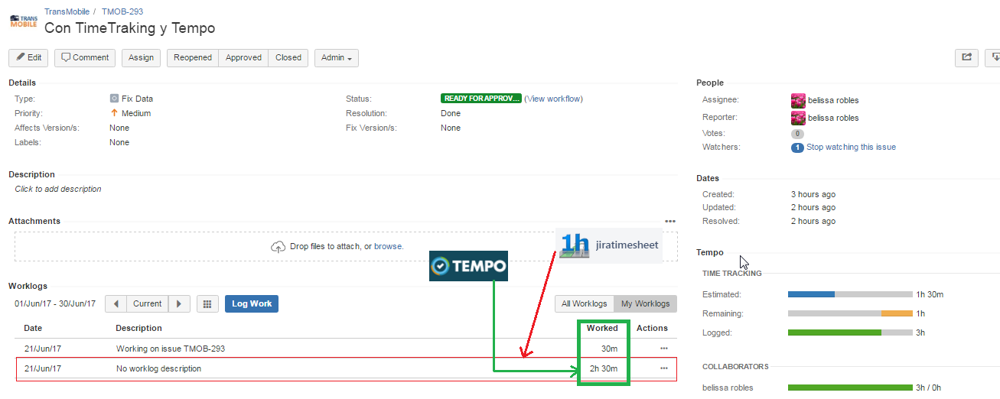 TRANS
MOBILE
TransMobile / TMOB-293
Con TimeTraking y Tempo
Edit Comment Assign Reopened Approved Closed Admin
Details
Type: Fix Data
Status: READY FOR APPROV... (View workflow)
Priority: Medium
Resolution: Done
Affects Version/s: None
Fix Version/s: None
Labels: None
Description
Click to add description
Attachments
Drop files to attach, or browse.
TEMPO
1h jiratimesheet
Worklogs
01/Jun/17 - 30/Jun/17 Current Log Work All Worklogs My Worklogs
Date Description Worked Actions
21/Jun/17 Working on issue TMOB-293 30m
21/Jun/17 No worklog description 2h 30m
People
Assignee: belissa robles
Reporter: belissa robles
Votes: 0
Watchers: 1 Stop watching this issue
Dates
Created: 3 hours ago
Updated: 2 hours ago
Resolved: 2 hours ago
Tempo
TIME TRACKING
Estimated: 1h 30m
Remaining: 1h
Logged: 3h
COLLABORATORS
belissa robles 3h / 0h